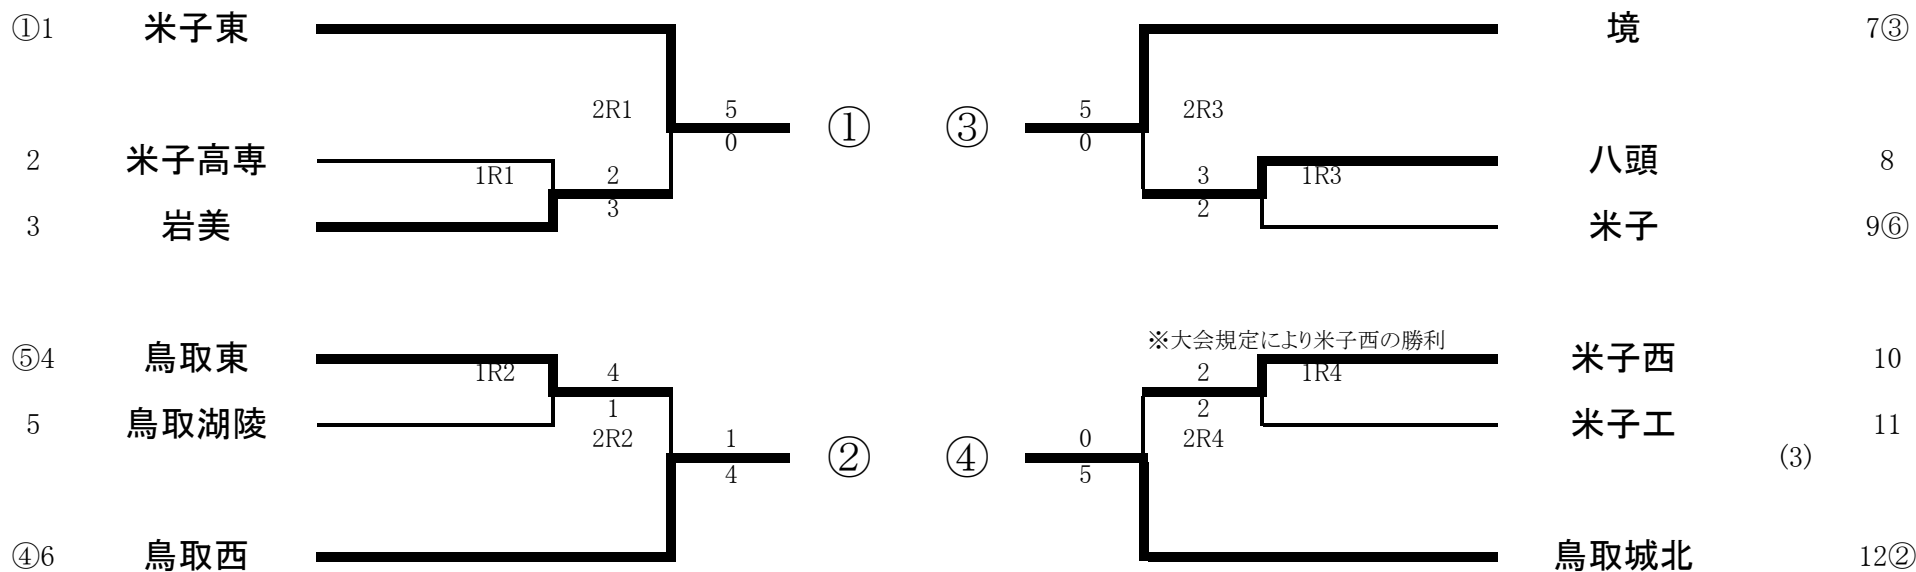 ①1 米子東 境 7③
2R1 5 ① ③ 5 2R3
0 0
2 米子高専 1R1 2 3 1R3 八頭 8
3 岩美 3 2 米子 9⑥
※大会規定により米子西の勝利
⑤4 鳥取東 1R2 4 2 1R4 米子西 10
5 鳥取湖陵 1 2 米子工 11
2R2 1 ② ④ 0 2R4 (3)
4 5
④6 鳥取西 鳥取城北 12②